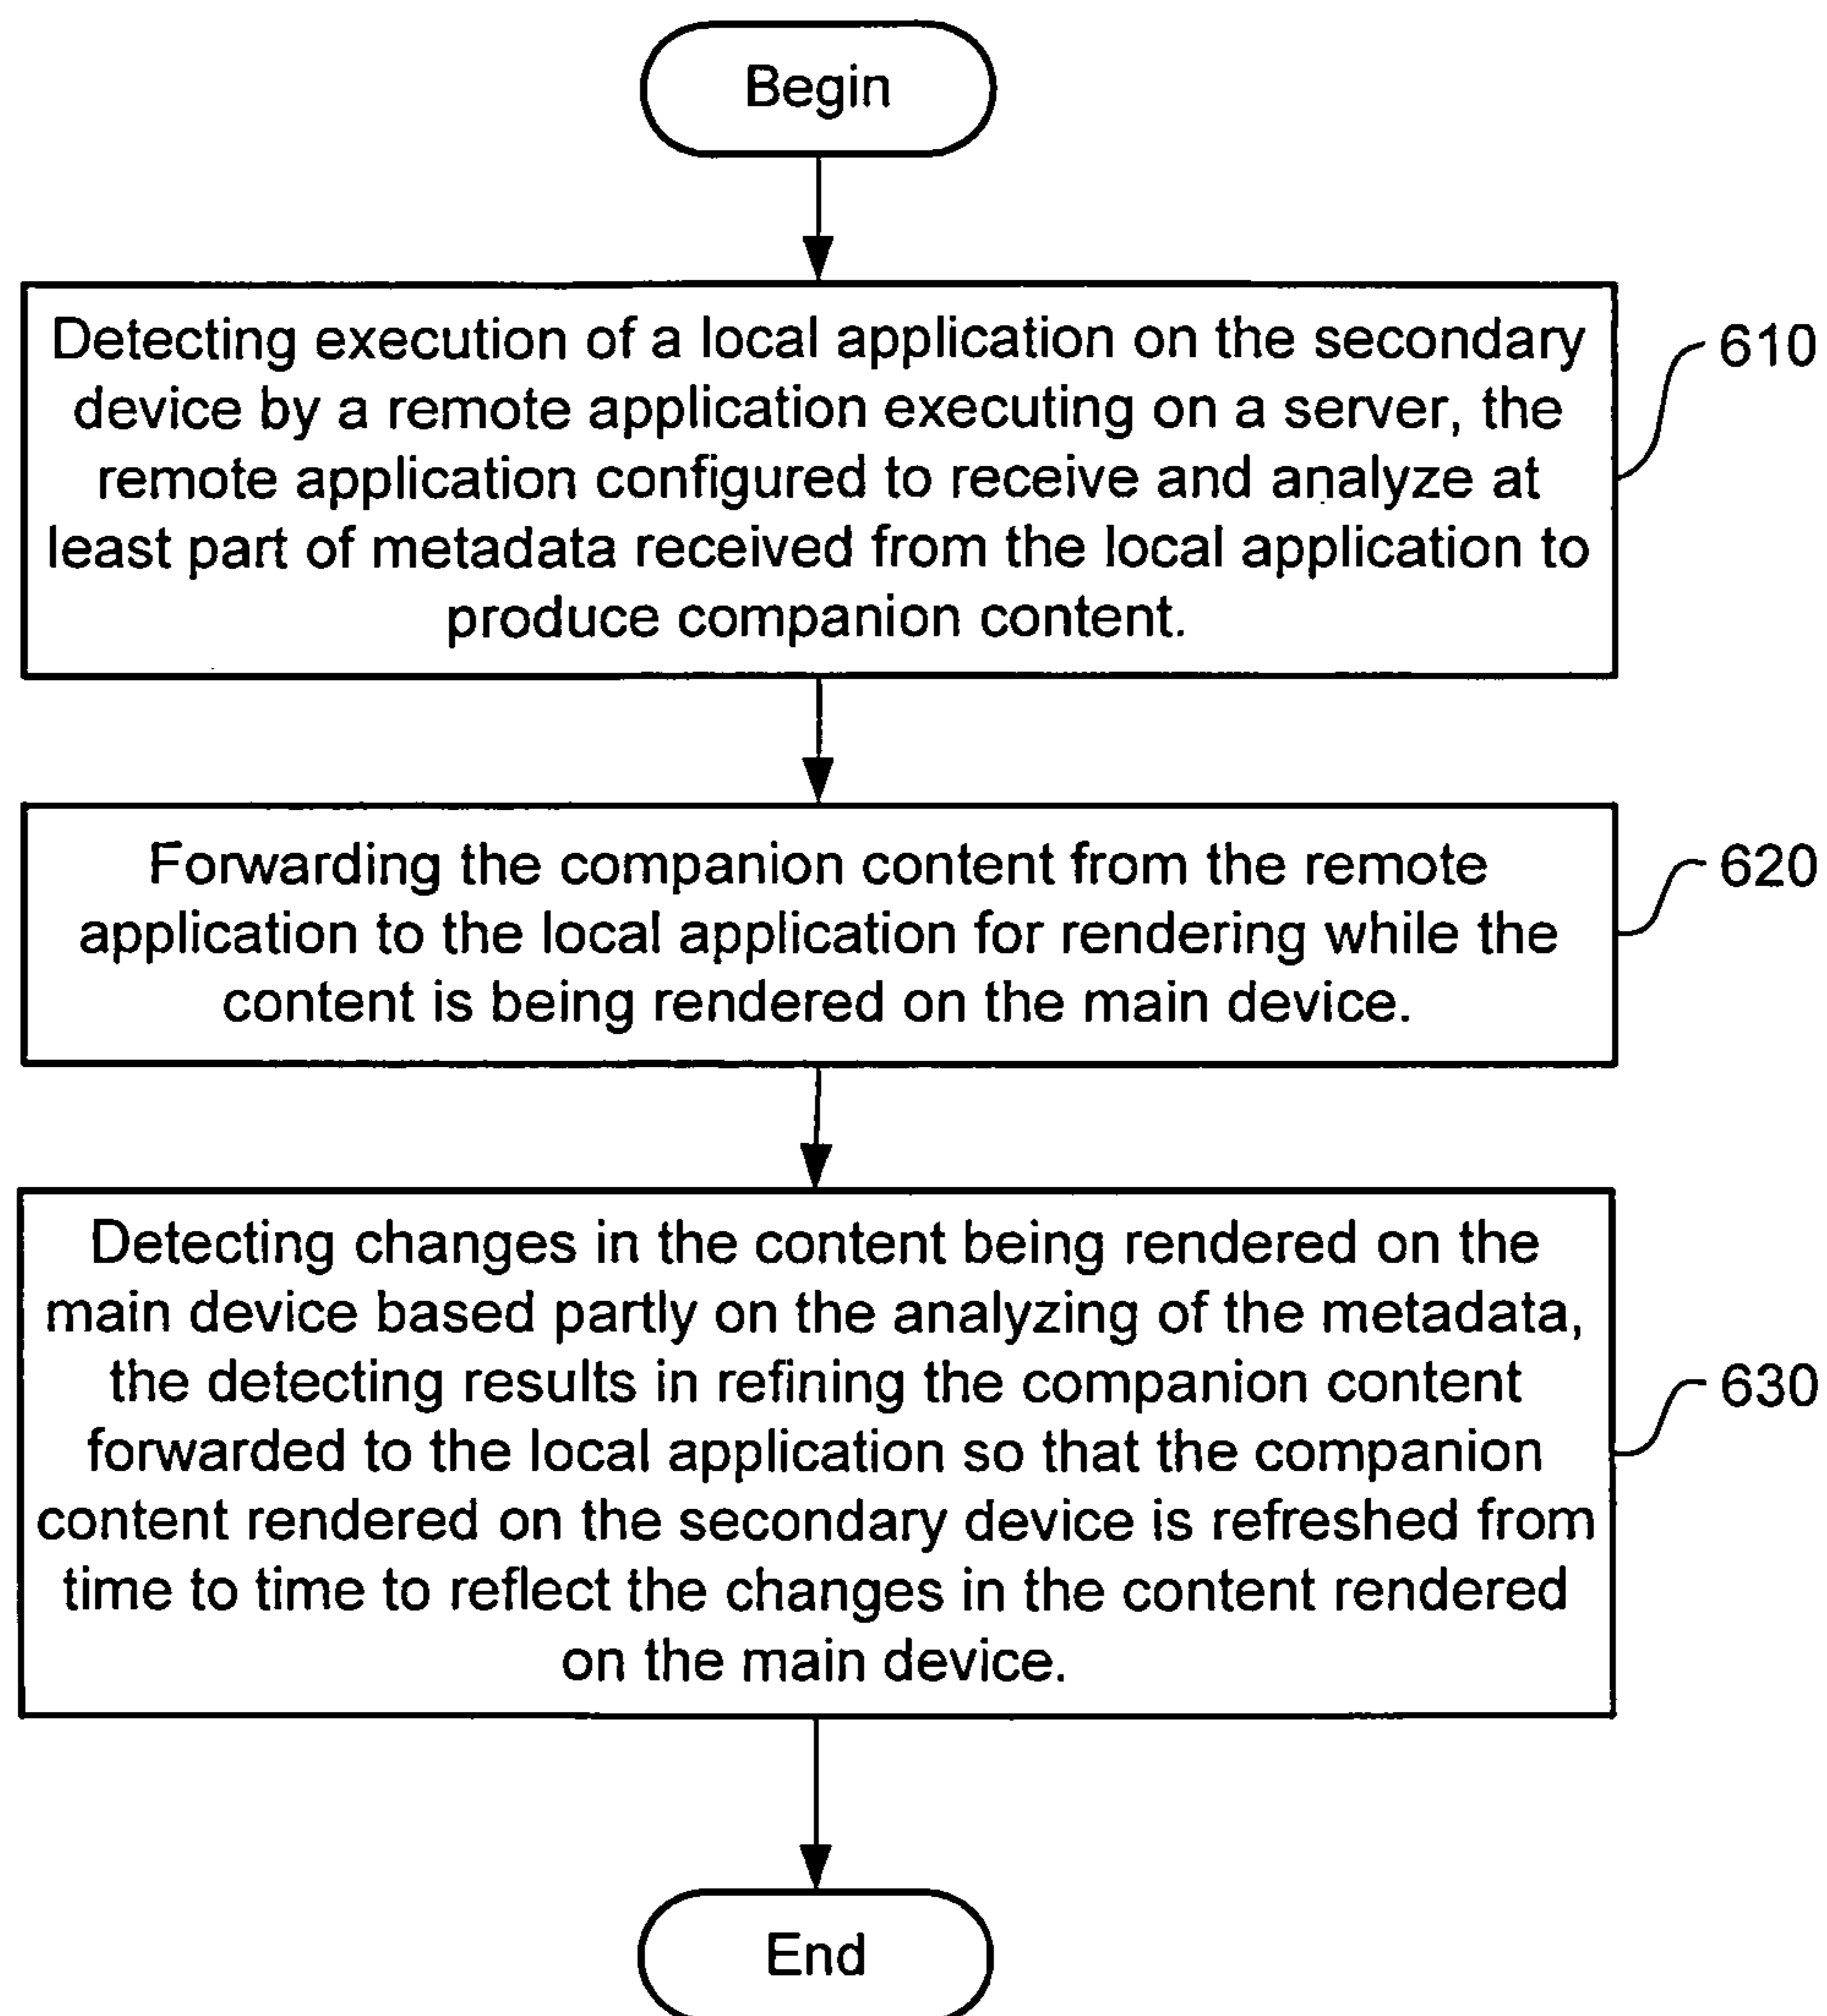 Begin
Detecting execution of a local application on the secondary
device by a remote application executing on a server, the
remote application configured to receive and analyze at
least part of metadata received from the local application to
produce companion content.
610
Forwarding the companion content from the remote
application to the local application for rendering while the
content is being rendered on the main device.
620
Detecting changes in the content being rendered on the
main device based partly on the analyzing of the metadata,
the detecting results in refining the companion content
forwarded to the local application so that the companion
content rendered on the secondary device is refreshed from
time to time to reflect the changes in the content rendered
on the main device.
630
End